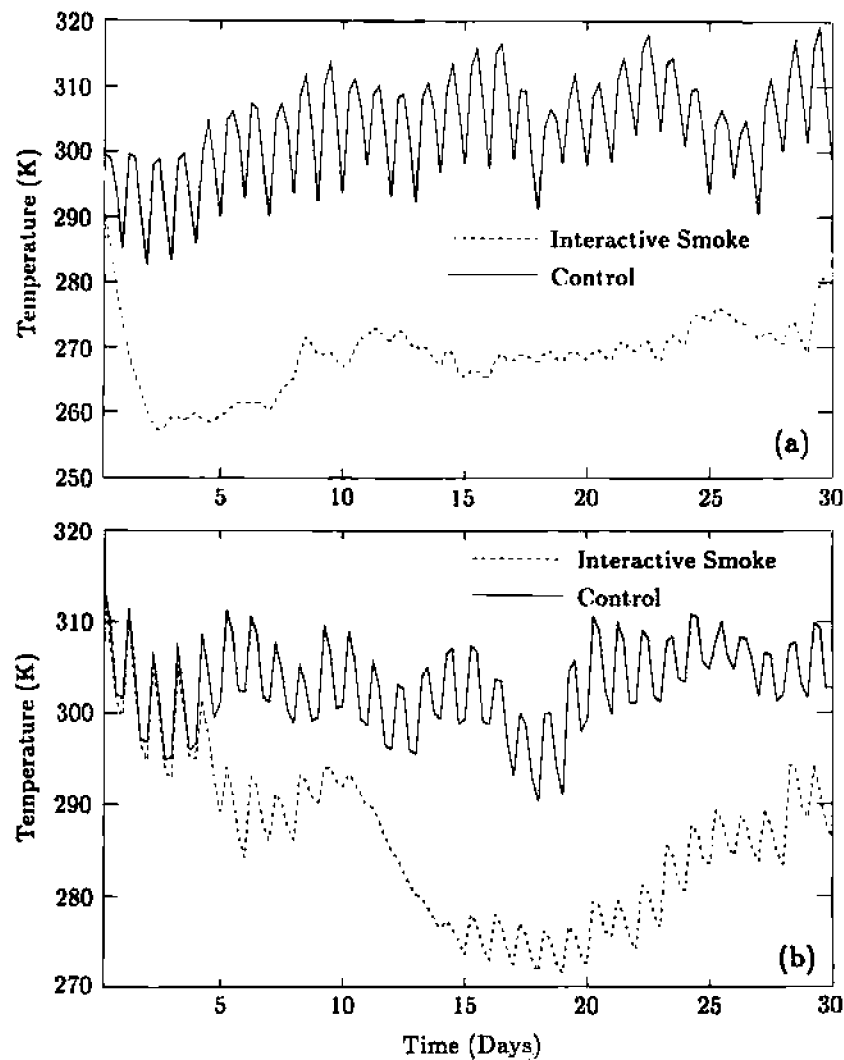 320
310
300
290
280
270
260
250
Temperature (K)
Interactive Smoke
Control
(a)
5
10
15
20
25
30
320
310
300
290
280
270
Temperature (K)
Interactive Smoke
Control
(b)
5
10
15
20
25
30
Time (Days)